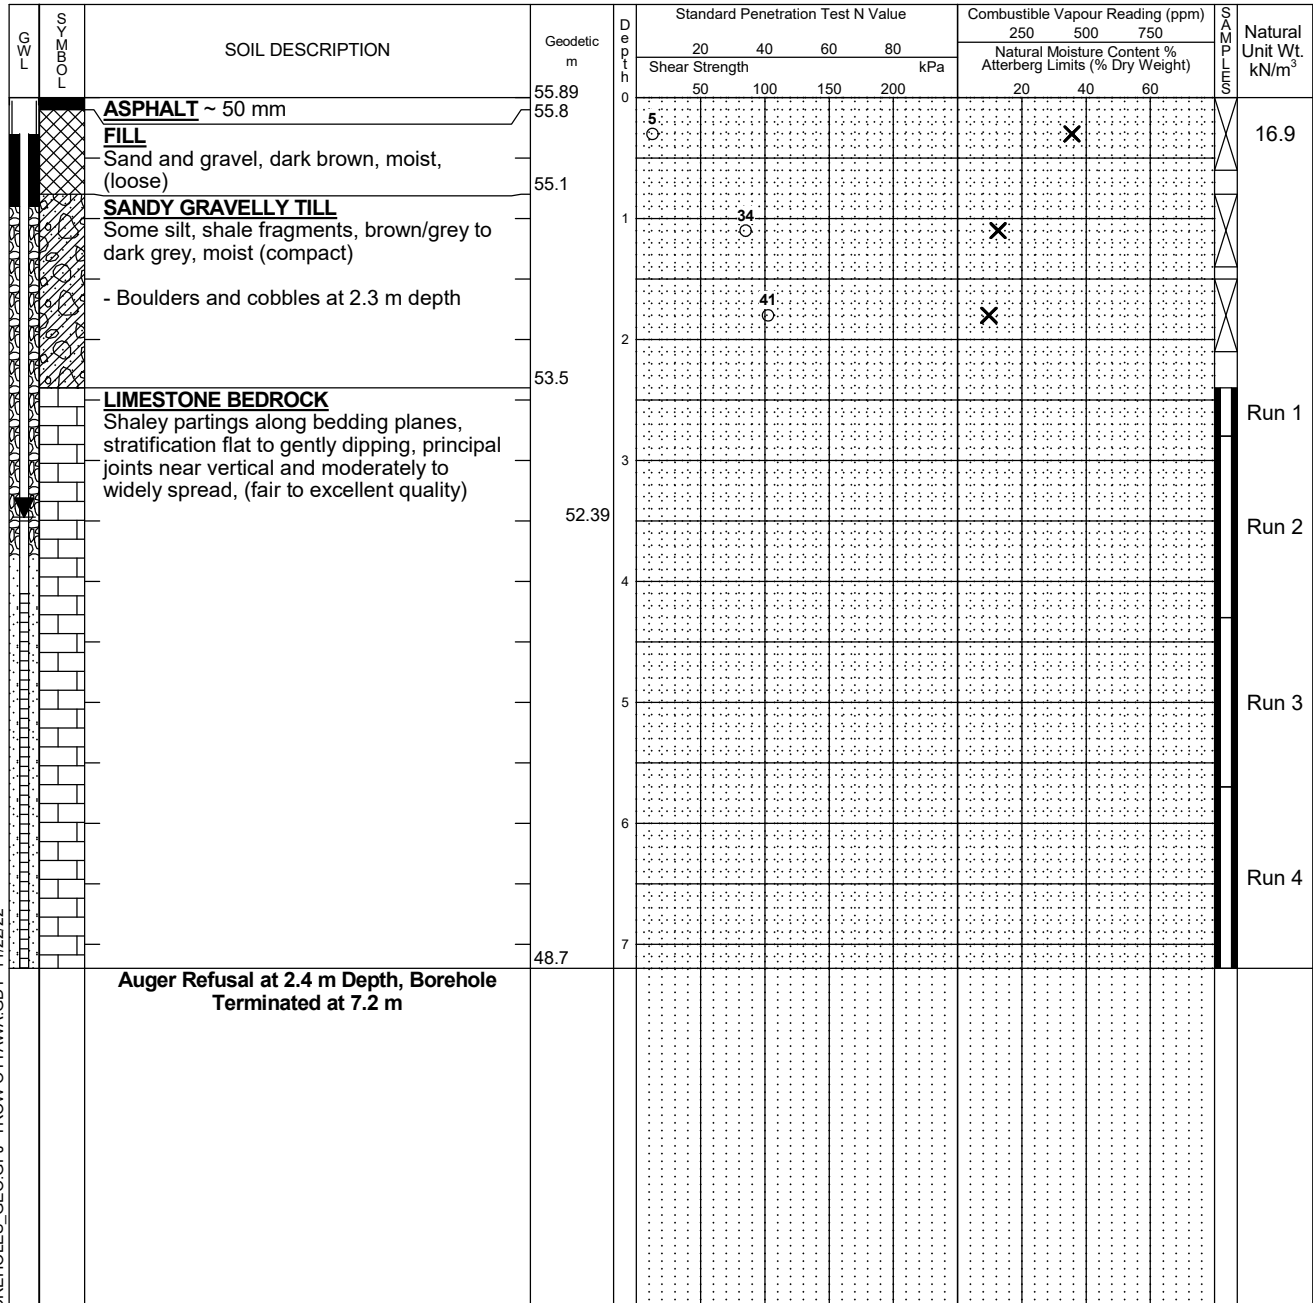 GWL
SYMBOL
SOIL DESCRIPTION
Geodetic
m
Depth
Standard Penetration Test N Value
20 40 60 80
Shear Strength kPa
50 100 150 200
Combustible Vapour Reading (ppm)
250 500 750
Natural Moisture Content %
Atterberg Limits (% Dry Weight)
20 40 60
SAMPLES
Natural
Unit Wt.
kN/m³
55.89
0
ASPHALT ~ 50 mm
55.8
FILL
Sand and gravel, dark brown, moist,
(loose)
5
16.9
55.1
SANDY GRAVELLY TILL
Some silt, shale fragments, brown/grey to
dark grey, moist (compact)
1
34
- Boulders and cobbles at 2.3 m depth
41
2
53.5
LIMESTONE BEDROCK
Shaley partings along bedding planes,
stratification flat to gently dipping, principal
joints near vertical and moderately to
widely spread, (fair to excellent quality)
Run 1
3
52.39
Run 2
4
5
Run 3
6
Run 4
7
48.7
Auger Refusal at 2.4 m Depth, Borehole
Terminated at 7.2 m